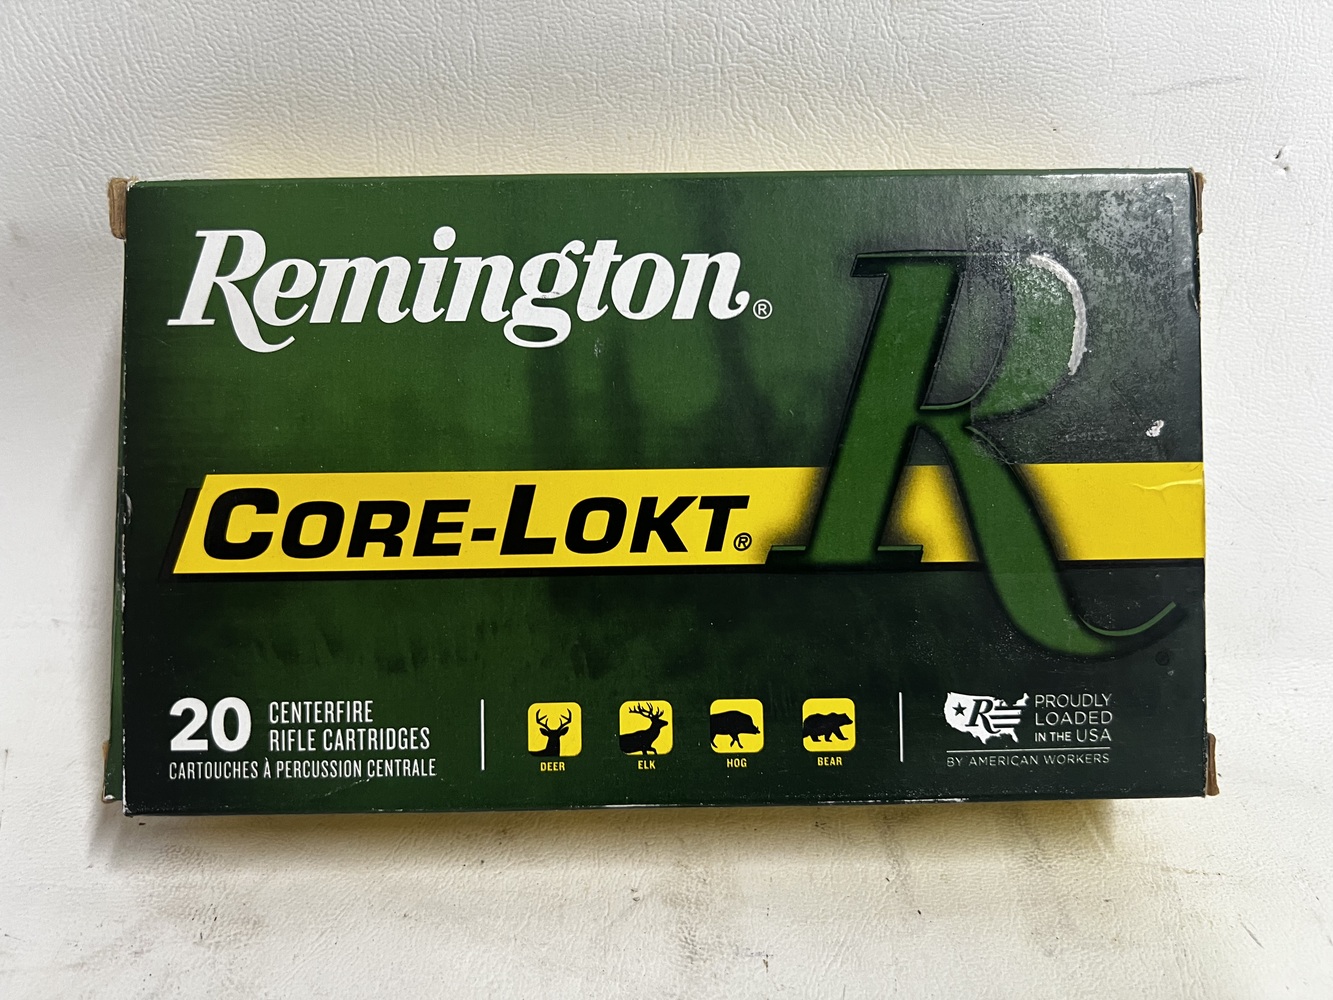 Remington®
CORE-LOKT®
R
20 CENTERFIRE
RIFLE CARTRIDGES
CARTOUCHES À PERCUSSION CENTRALE
DEER
ELK
HOG
BEAR
R
PROUDLY
LOADED
IN THE USA
BY AMERICAN WORKERS